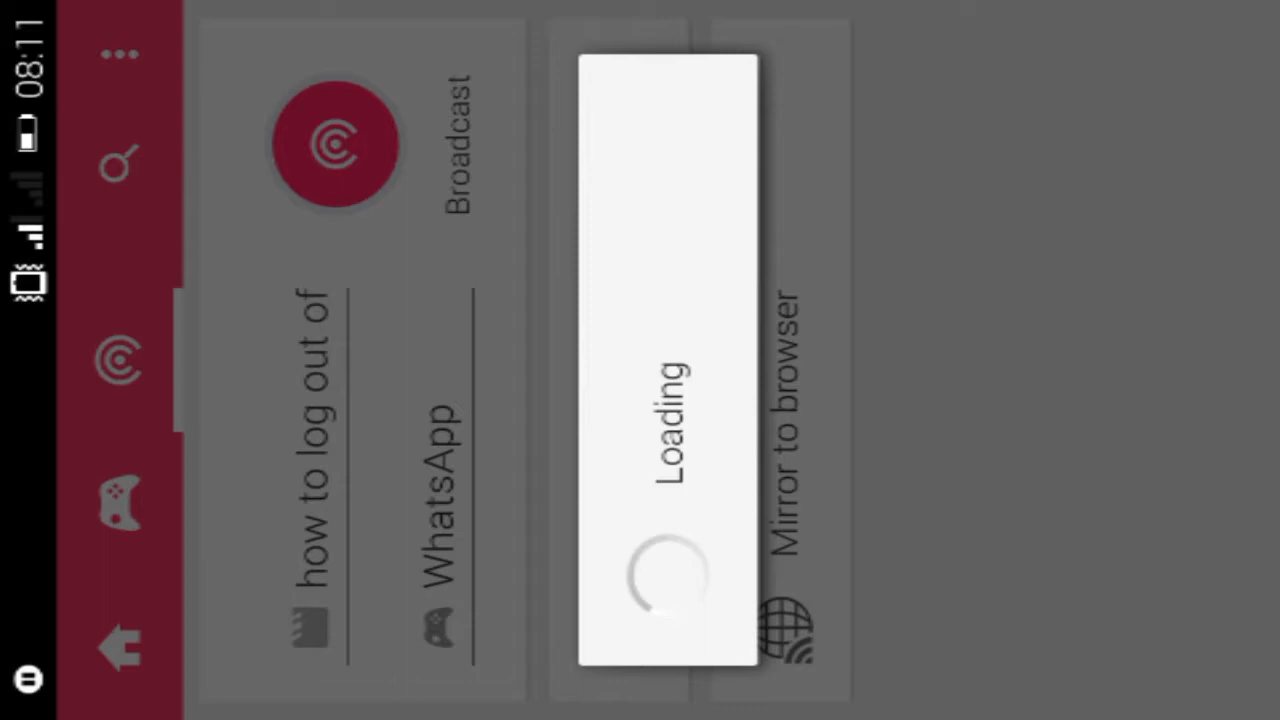 08:11
how to log out of
WhatsApp
Broadcast
Loading
Mirror to browser